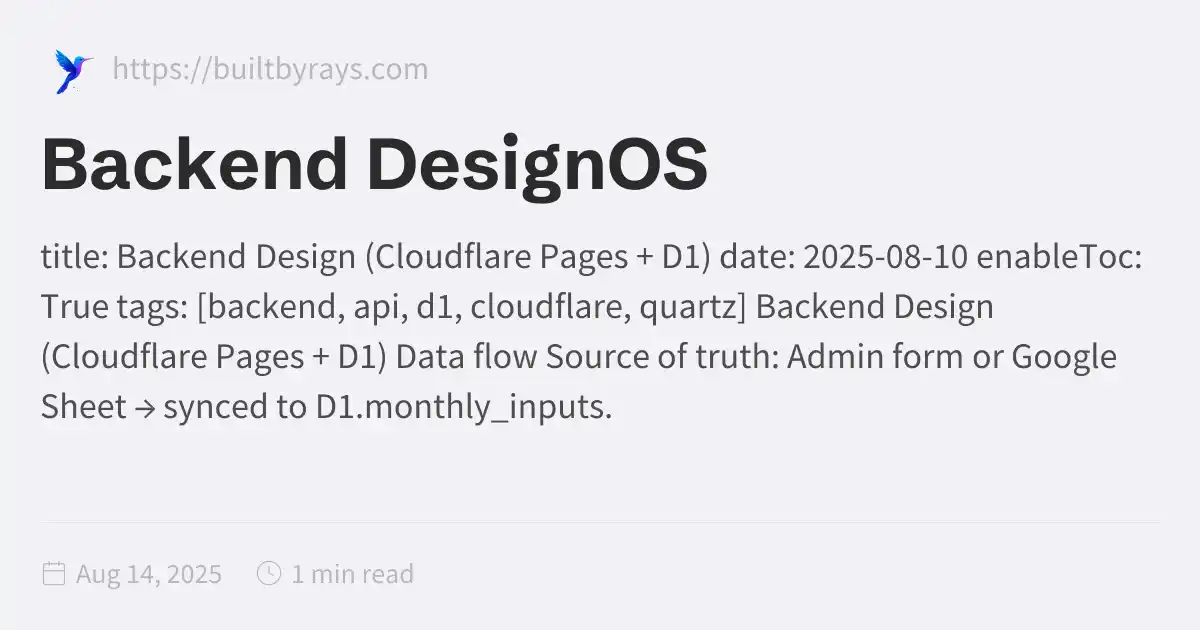 https://builtbyrays.com
Backend DesignOS
title: Backend Design (Cloudflare Pages + D1) date: 2025-08-10 enableToc:
True tags: [backend, api, d1, cloudflare, quartz] Backend Design
(Cloudflare Pages + D1) Data flow Source of truth: Admin form or Google
Sheet → synced to D1.monthly_inputs.
Aug 14, 2025 1 min read